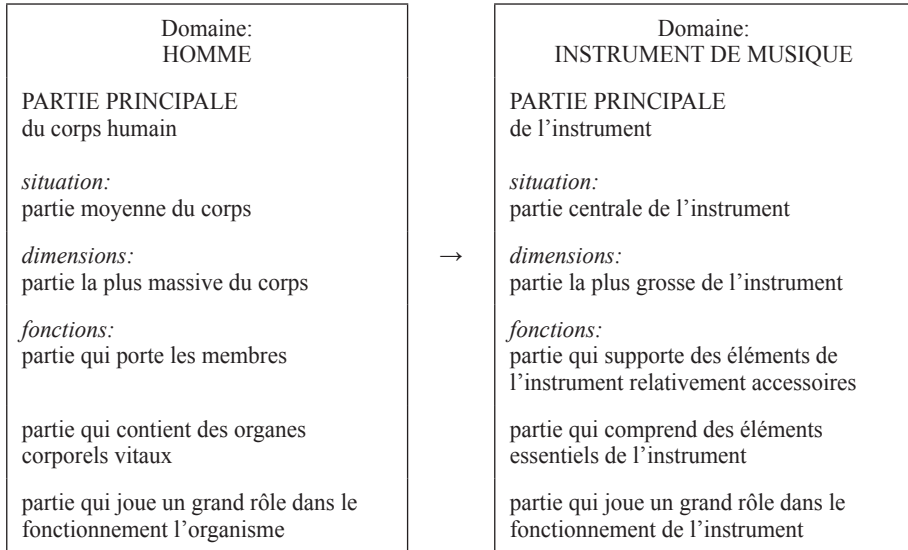 Domaine:
HOMME
PARTIE PRINCIPALE
du corps humain
situation:
partie moyenne du corps
dimensions:
partie la plus massive du corps
fonctions:
partie qui porte les membres
partie qui contient des organes
corporels vitaux
partie qui joue un grand rôle dans le
fonctionnement l’organisme
→
Domaine:
INSTRUMENT DE MUSIQUE
PARTIE PRINCIPALE
de l’instrument
situation:
partie centrale de l’instrument
dimensions:
partie la plus grosse de l’instrument
fonctions:
partie qui supporte des éléments de
l’instrument relativement accessoires
partie qui comprend des éléments
essentiels de l’instrument
partie qui joue un grand rôle dans le
fonctionnement de l’instrument